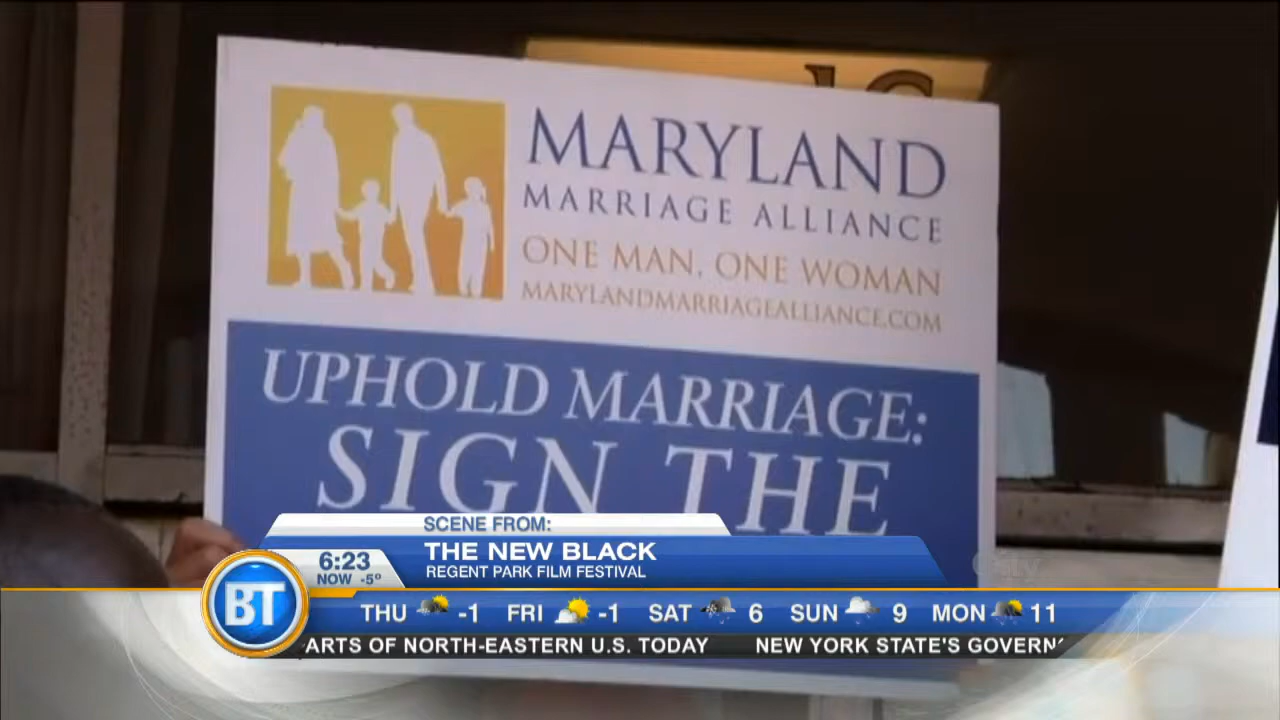 MARYLAND
MARRIAGE ALLIANCE
ONE MAN, ONE WOMAN
MARYLANDMARRIAGEALLIANCE.COM
UPHOLD MARRIAGE:
SIGN THE
SCENE FROM:
THE NEW BLACK
REGENT PARK FILM FESTIVAL
6:23
NOW -5°
BT
THU -1 FRI -1 SAT 6 SUN 9 MON 11
ARTS OF NORTH-EASTERN U.S. TODAY NEW YORK STATE'S GOVERN